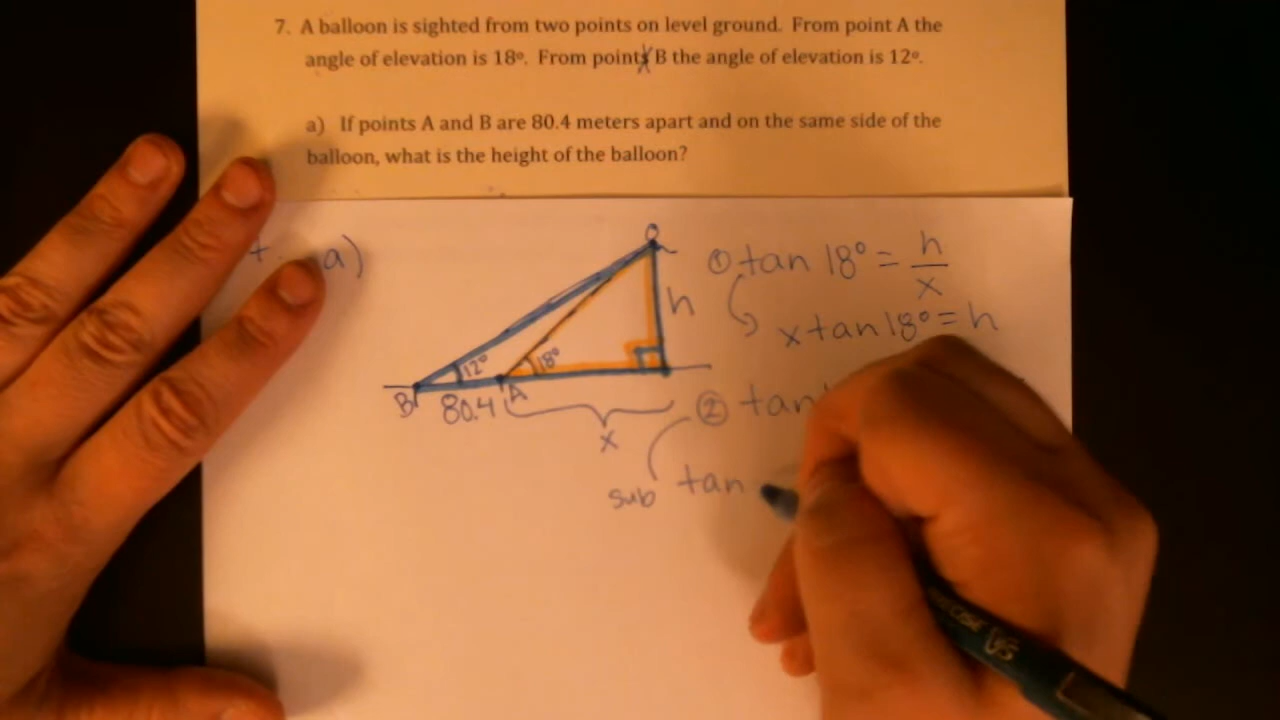 7. A balloon is sighted from two points on level ground. From point A the
angle of elevation is 18°. From points B the angle of elevation is 12°.
a) If points A and B are 80.4 meters apart and on the same side of the
balloon, what is the height of the balloon?
a)
① tan 18° = h/x
h
x tan 18° = h
12°
18°
B
80.4
A
x
② tan
sub tan